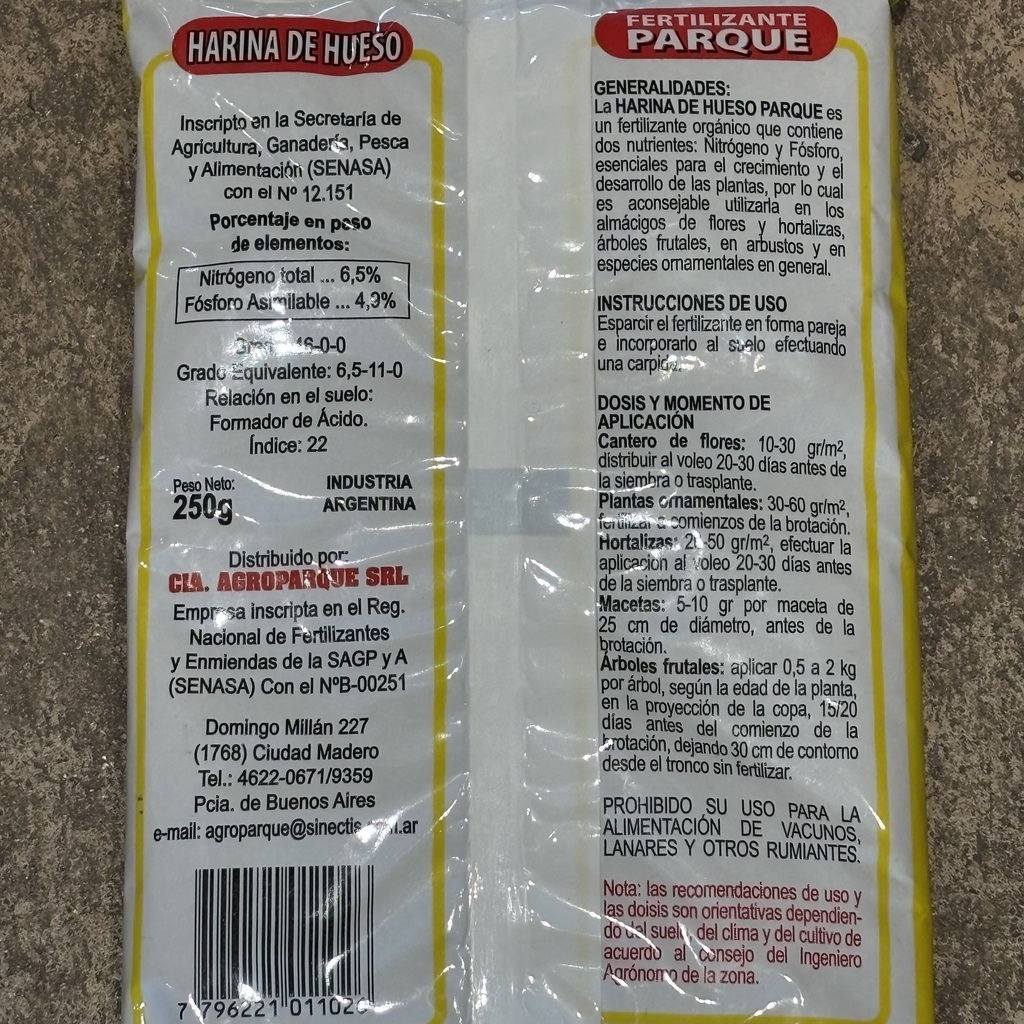 HARINA DE HUESO
Inscripto en la Secretaría de
Agricultura, Ganadería, Pesca
y Alimentación (SENASA)
con el Nº 12.151
Porcentaje en peso
de elementos:
Nitrógeno total ... 6,5%
Fósforo Asimilable ... 4,9%
46-0-0
Grado Equivalente: 6,5-11-0
Relación en el suelo:
Formador de Ácido.
Índice: 22
Peso Neto:
250g
INDUSTRIA
ARGENTINA
Distribuido por:
CIA. AGROPARQUE SRL
Empresa inscripta en el Reg.
Nacional de Fertilizantes
y Enmiendas de la SAGP y A
(SENASA) Con el NºB-00251
Domingo Millán 227
(1768) Ciudad Madero
Tel.: 4622-0671/9359
Pcia. de Buenos Aires
e-mail:
7 796221 01102
FERTILIZANTE
PARQUE
GENERALIDADES:
La HARINA DE HUESO PARQUE es
un fertilizante orgánico que contiene
dos nutrientes: Nitrógeno y Fósforo,
esenciales para el crecimiento y el
desarrollo de las plantas, por lo cual
es aconsejable utilizarla en los
almácigos de flores y hortalizas,
árboles frutales, en arbustos y en
especies ornamentales en general.
INSTRUCCIONES DE USO
Esparcir el fertilizante en forma pareja
e incorporarlo al suelo efectuando
una carpida.
DOSIS Y MOMENTO DE
APLICACIÓN
Cantero de flores: 10-30 gr/m²,
distribuir al voleo 20-30 días antes de
la siembra o trasplante.
Plantas ornamentales: 30-60 gr/m²,
fertilizar a comienzos de la brotación.
Hortalizas: 20-50 gr/m², efectuar la
aplicación al voleo 20-30 días antes
de la siembra o trasplante.
Macetas: 5-10 gr por maceta de
25 cm de diámetro, antes de la
brotación.
Árboles frutales: aplicar 0,5 a 2 kg
por árbol, según la edad de la planta,
en la proyección de la copa, 15/20
días antes del comienzo de la
brotación, dejando 30 cm de contorno
desde el tronco sin fertilizar.
PROHIBIDO SU USO PARA LA
ALIMENTACIÓN DE VACUNOS,
LANARES Y OTROS RUMIANTES.
Nota: las recomendaciones de uso y
las doisis son orientativas dependien-
do del suelo, del clima y del cultivo de
acuerdo al consejo del Ingeniero
Agrónomo de la zona.